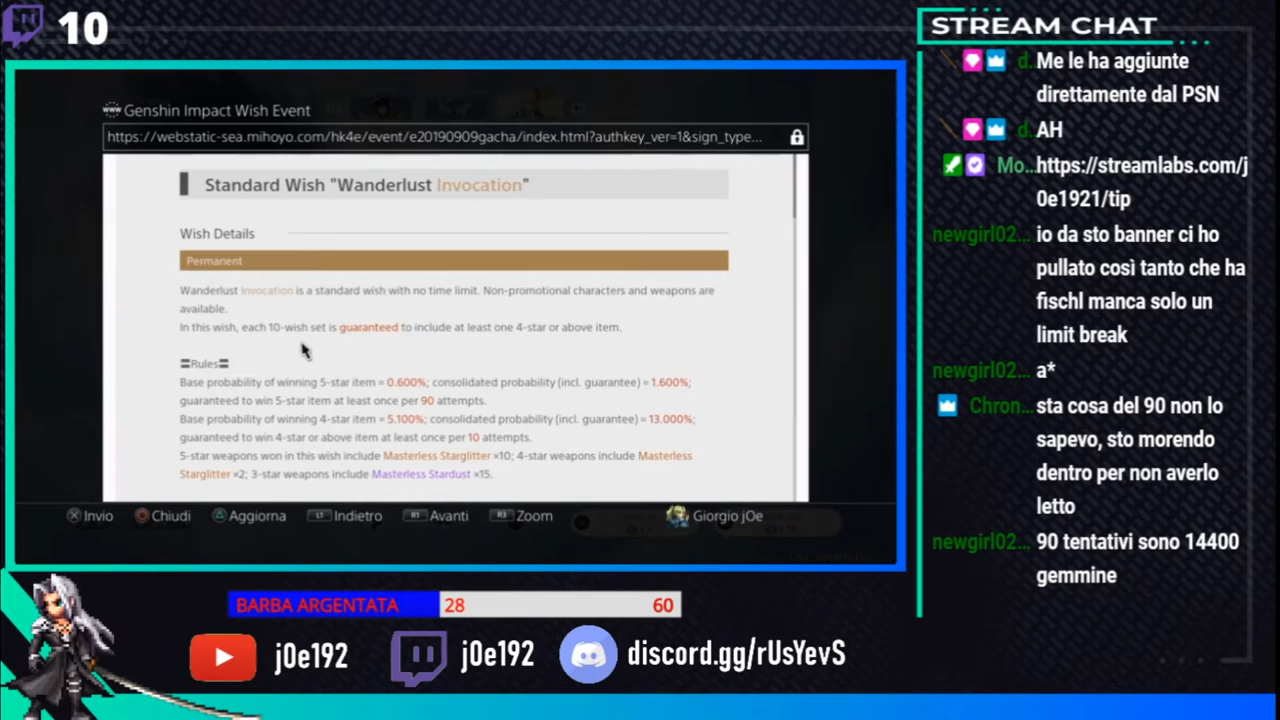 10
STREAM CHAT
Genshin Impact Wish Event
https://webstatic-sea.mihoyo.com/hk4e/event/e20190909gacha/index.html?authkey_ver=1&sign_type...
Standard Wish "Wanderlust Invocation"
Wish Details
Permanent
Wanderlust Invocation is a standard wish with no time limit. Non-promotional characters and weapons are
available.
In this wish, each 10-wish set is guaranteed to include at least one 4-star or above item.
〓Rules〓
Base probability of winning 5-star item = 0.600%; consolidated probability (incl. guarantee) = 1.600%;
guaranteed to win 5-star item at least once per 90 attempts.
Base probability of winning 4-star item = 5.100%; consolidated probability (incl. guarantee) = 13.000%;
guaranteed to win 4-star or above item at least once per 10 attempts.
5-star weapons won in this wish include Masterless Starglitter ×10; 4-star weapons include Masterless
Starglitter ×2; 3-star weapons include Masterless Stardust ×15.
Invio
Chiudi
Aggiorna
L1 Indietro
R1 Avanti
R3 Zoom
Giorgio jOe
d. Me le ha aggiunte
direttamente dal PSN
d. AH
Mo... https://streamlabs.com/j
0e1921/tip
newgirl02... io da sto banner ci ho
pullato così tanto che ha
fischl manca solo un
limit break
newgirl02... a*
Chron... sta cosa del 90 non lo
sapevo, sto morendo
dentro per non averlo
letto
newgirl02... 90 tentativi sono 14400
gemmine
BARBA ARGENTATA 28 60
j0e192
j0e192
discord.gg/rUsYevS